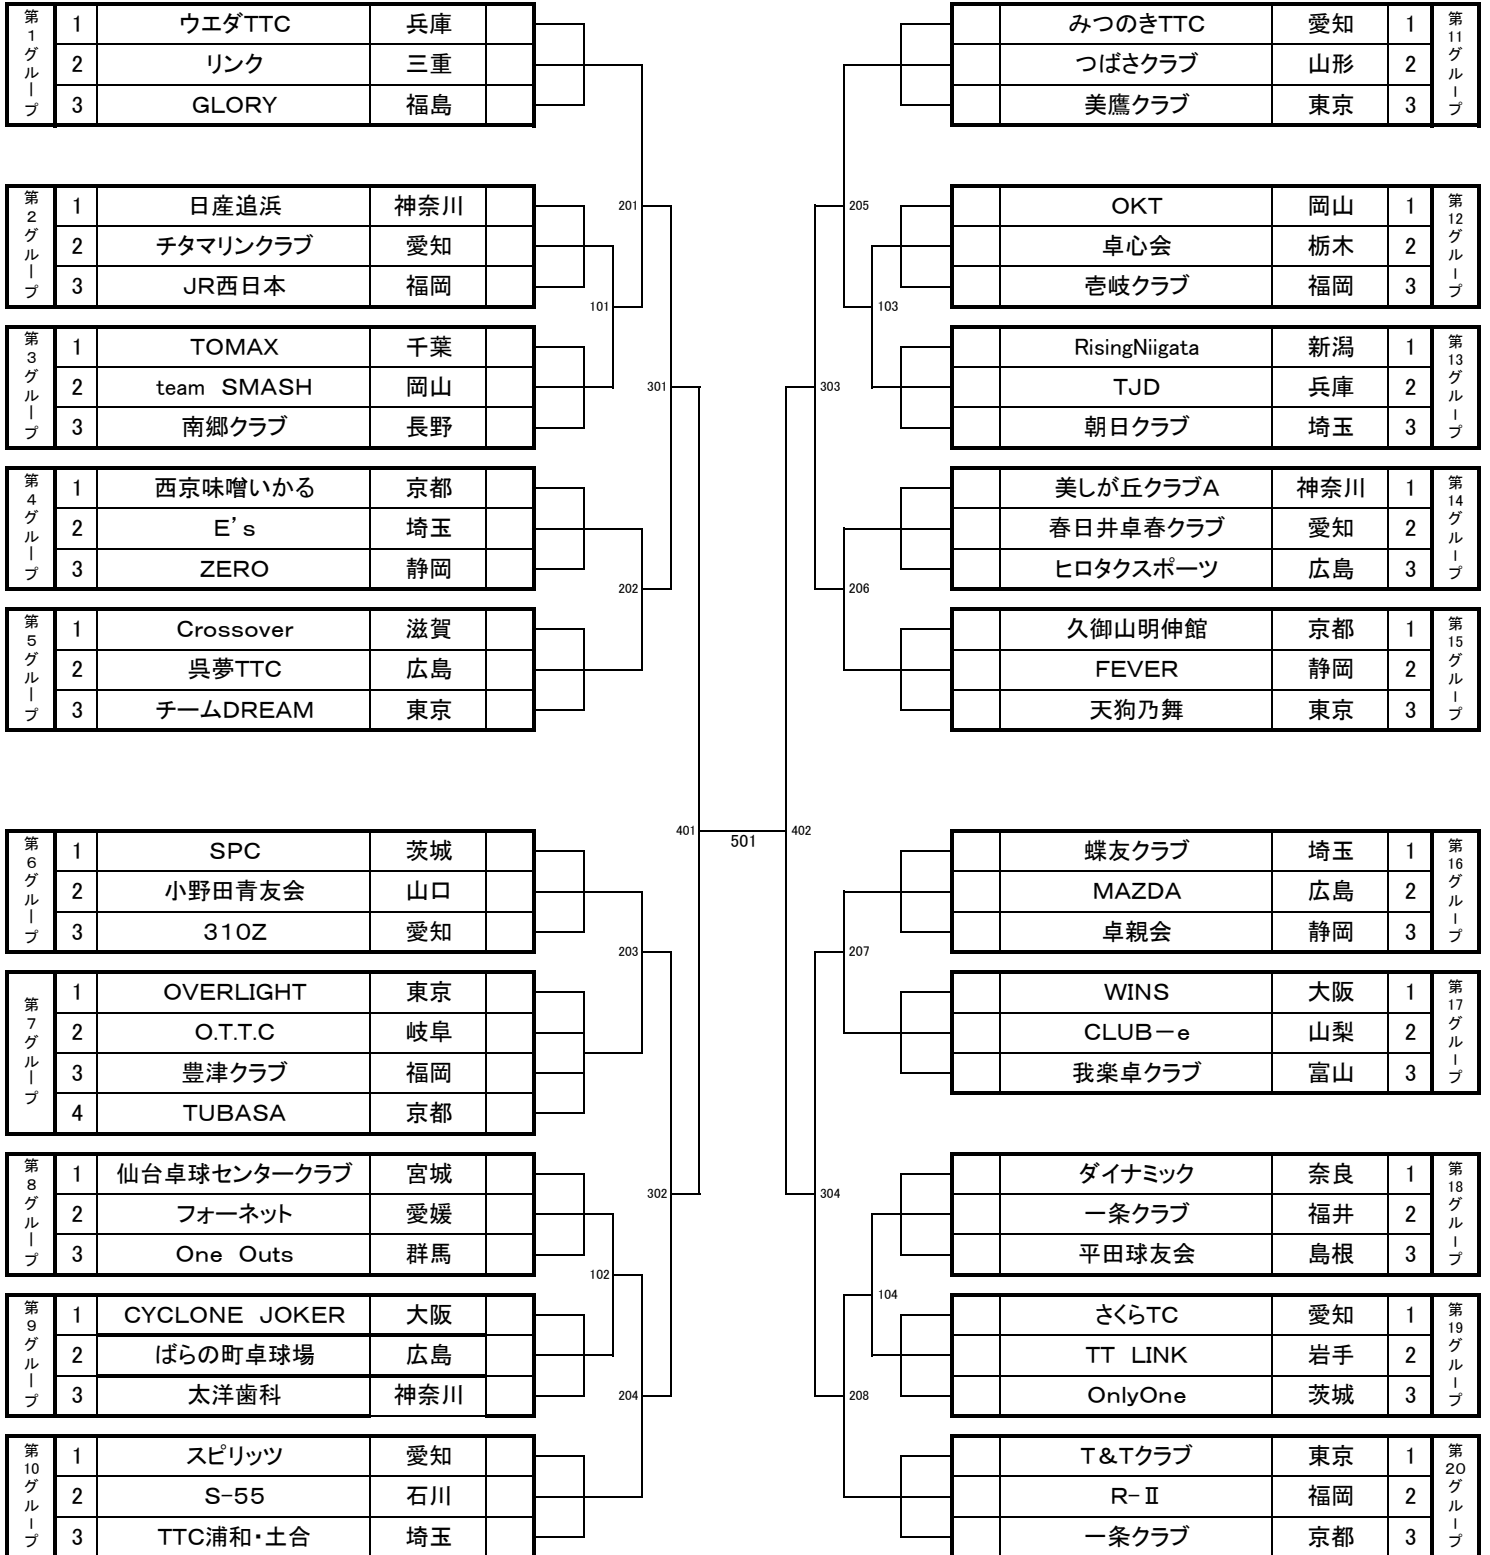 第1グループ
1 ウエダTTC 兵庫
2 リンク 三重
3 GLORY 福島
第2グループ
1 日産追浜 神奈川
2 チタマリンクラブ 愛知
3 JR西日本 福岡
第3グループ
1 TOMAX 千葉
2 team SMASH 岡山
3 南郷クラブ 長野
第4グループ
1 西京味噌いかる 京都
2 E's 埼玉
3 ZERO 静岡
第5グループ
1 Crossover 滋賀
2 呉夢TTC 広島
3 チームDREAM 東京
第6グループ
1 SPC 茨城
2 小野田青友会 山口
3 310Z 愛知
第7グループ
1 OVERLIGHT 東京
2 O.T.T.C 岐阜
3 豊津クラブ 福岡
4 TUBASA 京都
第8グループ
1 仙台卓球センタークラブ 宮城
2 フォーネット 愛媛
3 One Outs 群馬
第9グループ
1 CYCLONE JOKER 大阪
2 ばらの町卓球場 広島
3 太洋歯科 神奈川
第10グループ
1 スピリッツ 愛知
2 S-55 石川
3 TTC浦和・土合 埼玉
201
101
301
202
401
203
302
102
204
501
205
103
303
206
402
207
304
104
208
みつのきTTC 愛知 1
つばさクラブ 山形 2
美鷹クラブ 東京 3
第11グループ
OKT 岡山 1
卓心会 栃木 2
壱岐クラブ 福岡 3
第12グループ
RisingNiigata 新潟 1
TJD 兵庫 2
朝日クラブ 埼玉 3
第13グループ
美しが丘クラブA 神奈川 1
春日井卓春クラブ 愛知 2
ヒロタクスポーツ 広島 3
第14グループ
久御山明伸館 京都 1
FEVER 静岡 2
天狗乃舞 東京 3
第15グループ
蝶友クラブ 埼玉 1
MAZDA 広島 2
卓親会 静岡 3
第16グループ
WINS 大阪 1
CLUB－e 山梨 2
我楽卓クラブ 富山 3
第17グループ
ダイナミック 奈良 1
一条クラブ 福井 2
平田球友会 島根 3
第18グループ
さくらTC 愛知 1
TT LINK 岩手 2
OnlyOne 茨城 3
第19グループ
T&Tクラブ 東京 1
R-Ⅱ 福岡 2
一条クラブ 京都 3
第20グループ